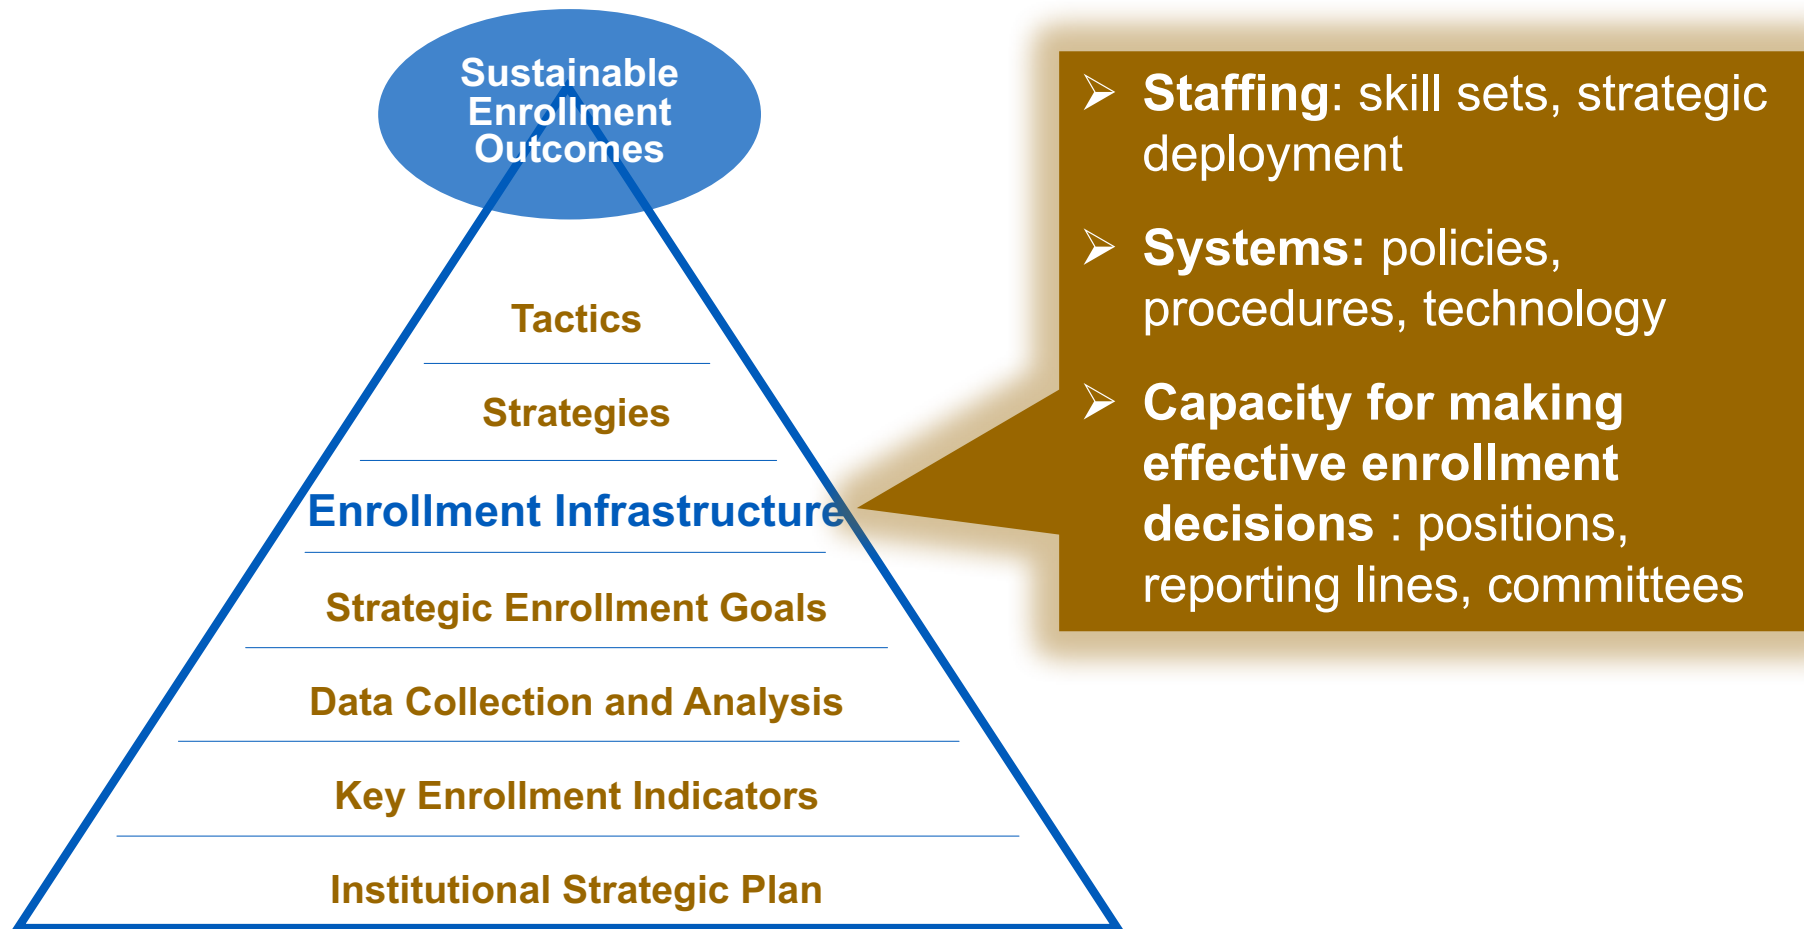 Sustainable
Enrollment
Outcomes
Tactics
Strategies
Enrollment Infrastructure
Strategic Enrollment Goals
Data Collection and Analysis
Key Enrollment Indicators
Institutional Strategic Plan
➢ Staffing: skill sets, strategic
deployment
➢ Systems: policies,
procedures, technology
➢ Capacity for making
effective enrollment
decisions : positions,
reporting lines, committees